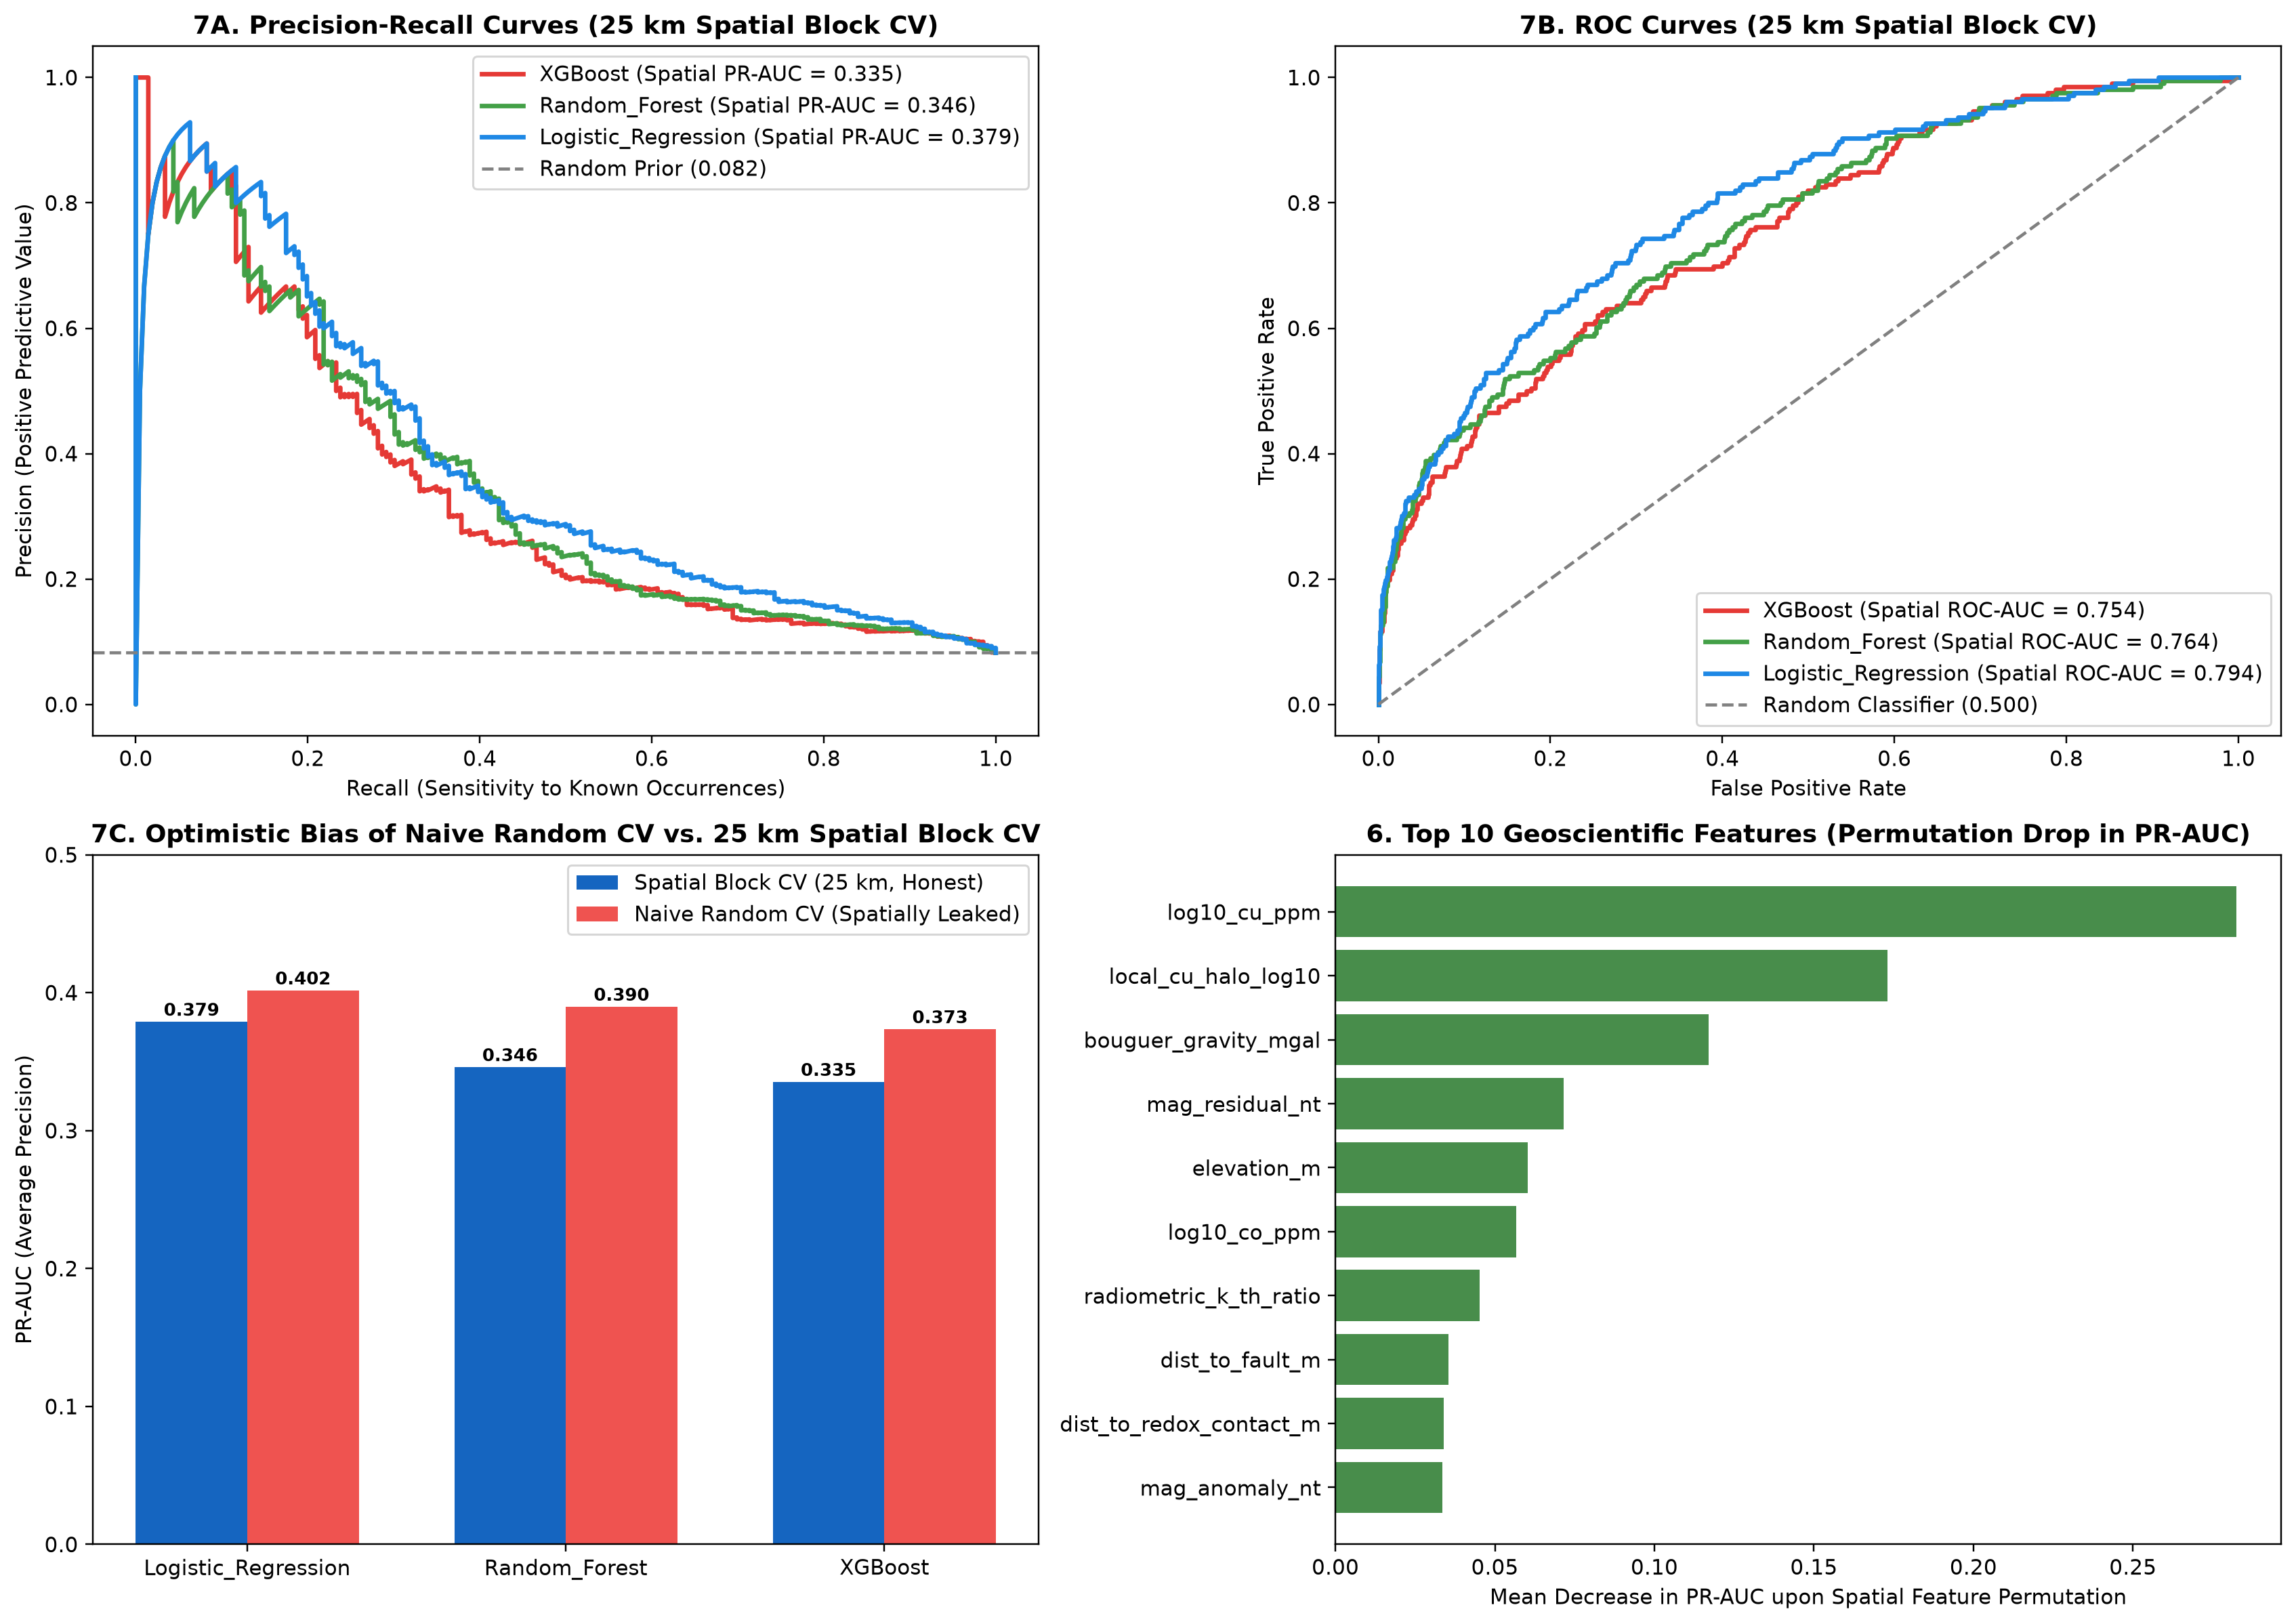 7A. Precision-Recall Curves (25 km Spatial Block CV)
Precision (Positive Predictive Value)
1.0
0.8
0.6
0.4
0.2
0.0
XGBoost (Spatial PR-AUC = 0.335)
Random_Forest (Spatial PR-AUC = 0.346)
Logistic_Regression (Spatial PR-AUC = 0.379)
Random Prior (0.082)
0.0 0.2 0.4 0.6 0.8 1.0
Recall (Sensitivity to Known Occurrences)
7B. ROC Curves (25 km Spatial Block CV)
True Positive Rate
1.0
0.8
0.6
0.4
0.2
0.0
XGBoost (Spatial ROC-AUC = 0.754)
Random_Forest (Spatial ROC-AUC = 0.764)
Logistic_Regression (Spatial ROC-AUC = 0.794)
Random Classifier (0.500)
0.0 0.2 0.4 0.6 0.8 1.0
False Positive Rate
7C. Optimistic Bias of Naive Random CV vs. 25 km Spatial Block CV
PR-AUC (Average Precision)
0.5
0.4
0.3
0.2
0.1
0.0
Spatial Block CV (25 km, Honest)
Naive Random CV (Spatially Leaked)
0.379 0.402 0.346 0.390 0.335 0.373
Logistic_Regression Random_Forest XGBoost
6. Top 10 Geoscientific Features (Permutation Drop in PR-AUC)
log10_cu_ppm
local_cu_halo_log10
bouguer_gravity_mgal
mag_residual_nt
elevation_m
log10_co_ppm
radiometric_k_th_ratio
dist_to_fault_m
dist_to_redox_contact_m
mag_anomaly_nt
0.00 0.05 0.10 0.15 0.20 0.25
Mean Decrease in PR-AUC upon Spatial Feature Permutation